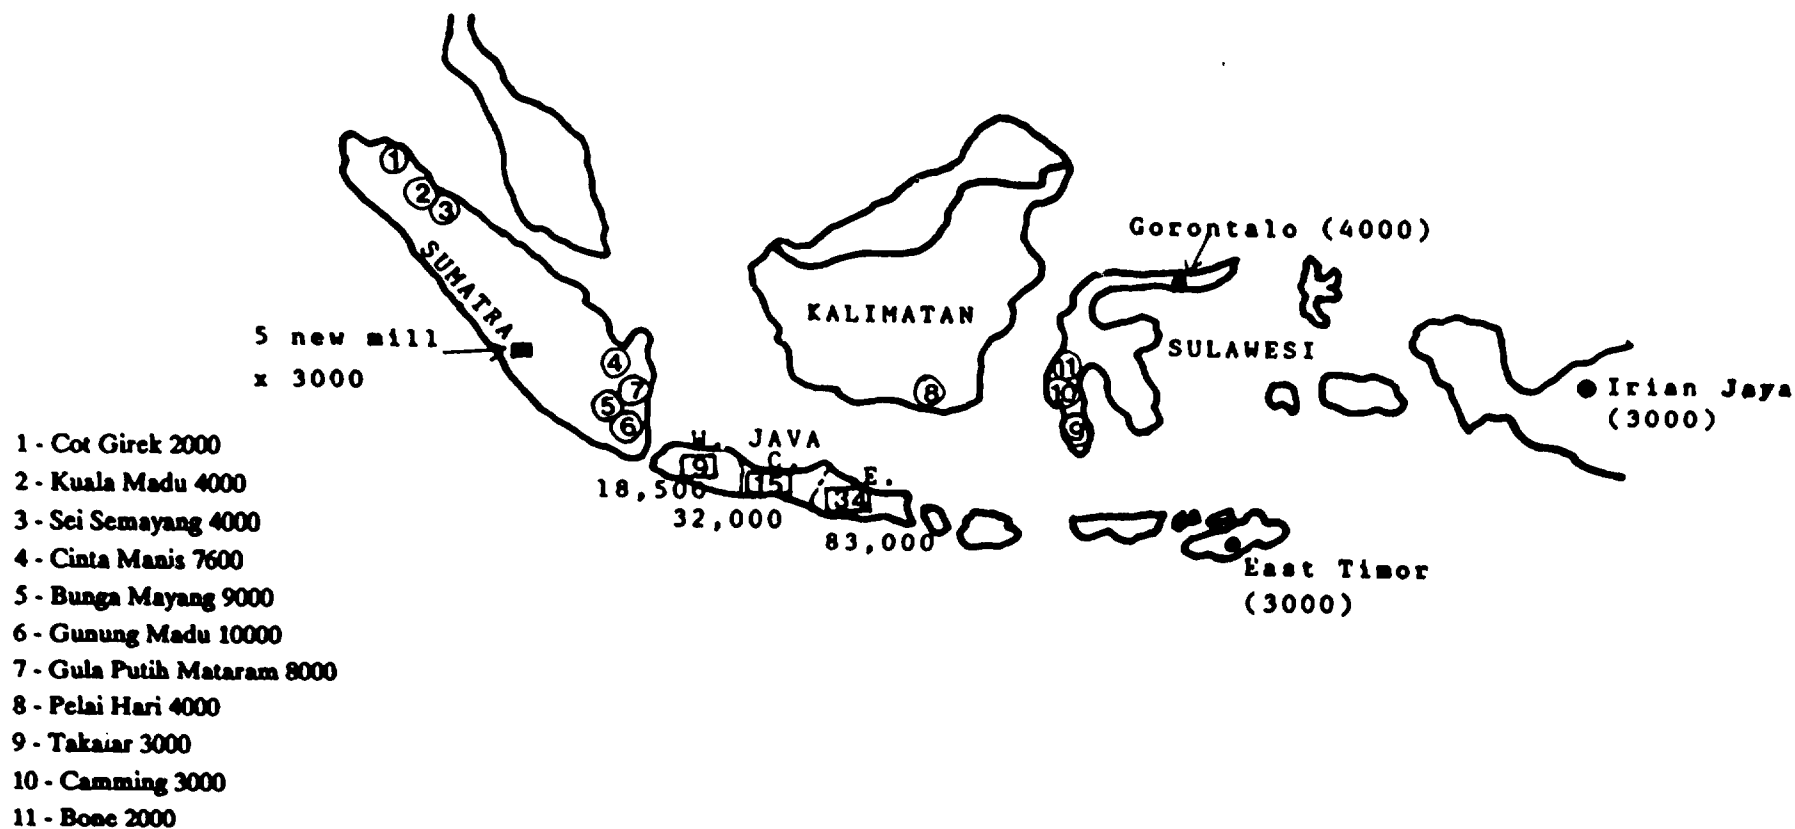 Gorontalo (4000)
SUMATRA
KALIMATAN
SULAWESI
5 new mill
x 3000
Irian Jaya
(3000)
1
2
3
4
7
5
6
8
11
10
9
W. JAVA
C.
E.
9
15
34
18,500
32,000
83,000
East Timor
(3000)
1 - Cot Girek 2000
2 - Kuala Madu 4000
3 - Sei Semayang 4000
4 - Cinta Manis 7600
5 - Bunga Mayang 9000
6 - Gunung Madu 10000
7 - Gula Putih Mataram 8000
8 - Pelai Hari 4000
9 - Takalar 3000
10 - Camming 3000
11 - Bone 2000